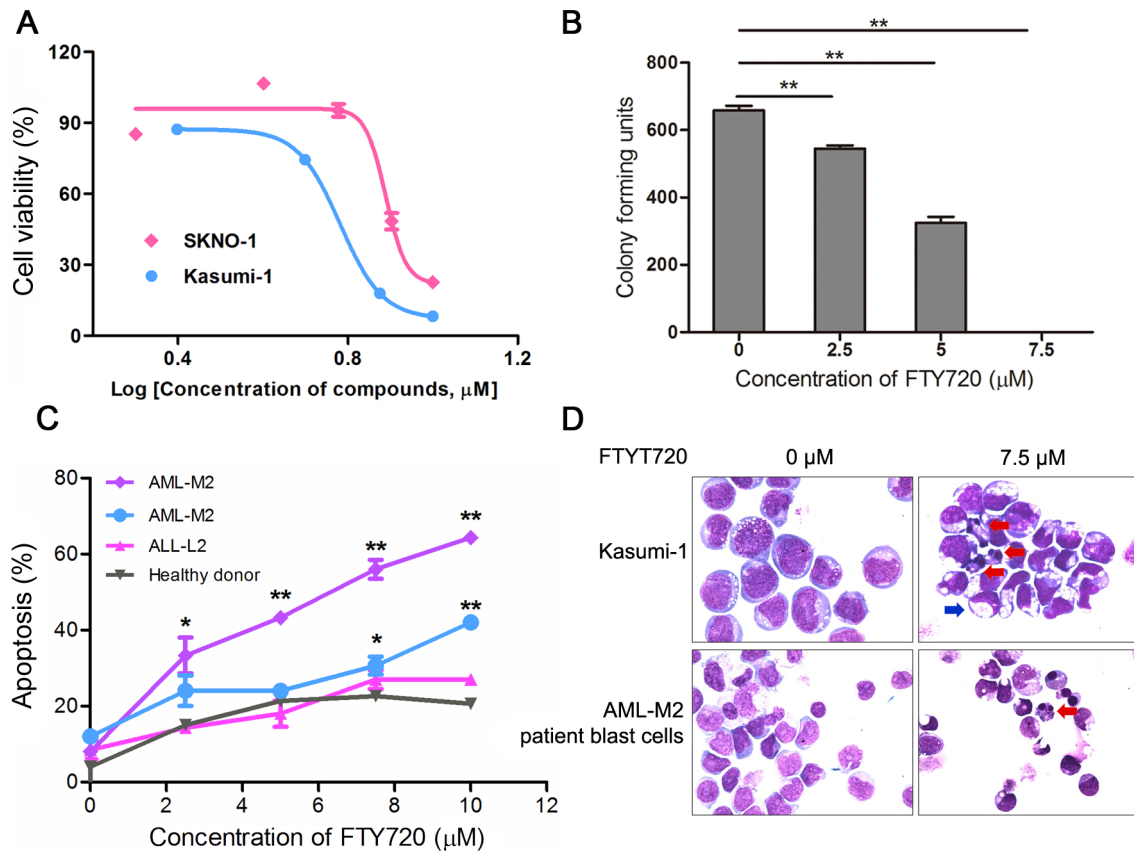 A
Cell viability (%)
120
90
60
30
0
SKNO-1
Kasumi-1
0.4
0.8
1.2
Log [Concentration of compounds, μM]
B
Colony forming units
800
600
400
200
0
**
**
**
0
2.5
5
7.5
Concentration of FTY720 (μM)
C
Apoptosis (%)
80
60
40
20
0
AML-M2
AML-M2
ALL-L2
Healthy donor
*
**
**
**
*
**
0
2
4
6
8
10
12
Concentration of FTY720 (μM)
D
FTYT720
0 μM
7.5 μM
Kasumi-1
AML-M2
patient blast cells